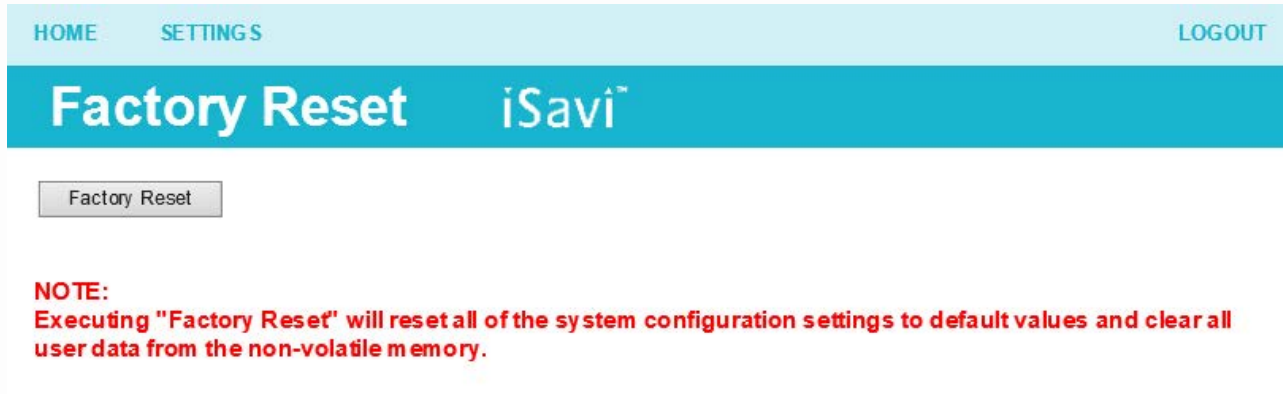 HOME SETTINGS LOGOUT
Factory Reset iSavi™
Factory Reset
NOTE:
Executing "Factory Reset" will reset all of the system configuration settings to default values and clear all
user data from the non-volatile memory.